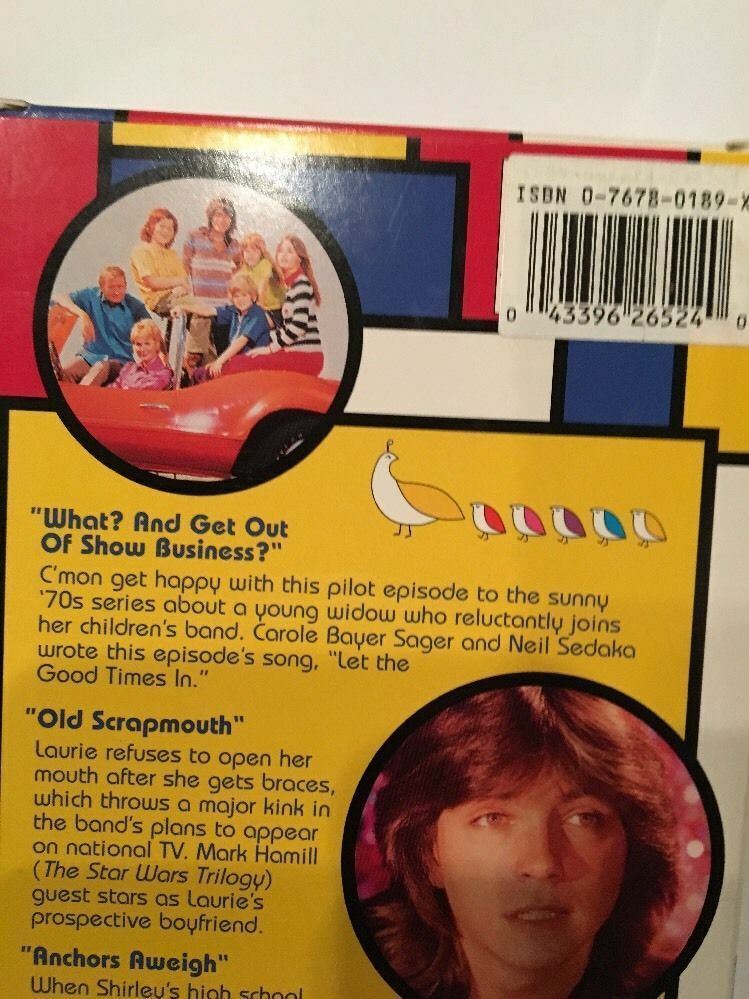 ISBN 0-7678-0189-X
0 43396 26524 0
"What? And Get Out
Of Show Business?"
C'mon get happy with this pilot episode to the sunny
'70s series about a young widow who reluctantly joins
her children's band. Carole Bayer Sager and Neil Sedaka
wrote this episode's song, "Let the
Good Times In."
"Old Scrapmouth"
Laurie refuses to open her
mouth after she gets braces,
which throws a major kink in
the band's plans to appear
on national TV. Mark Hamill
(The Star Wars Trilogy)
guest stars as Laurie's
prospective boyfriend.
"Anchors Aweigh"
When Shirley's high school